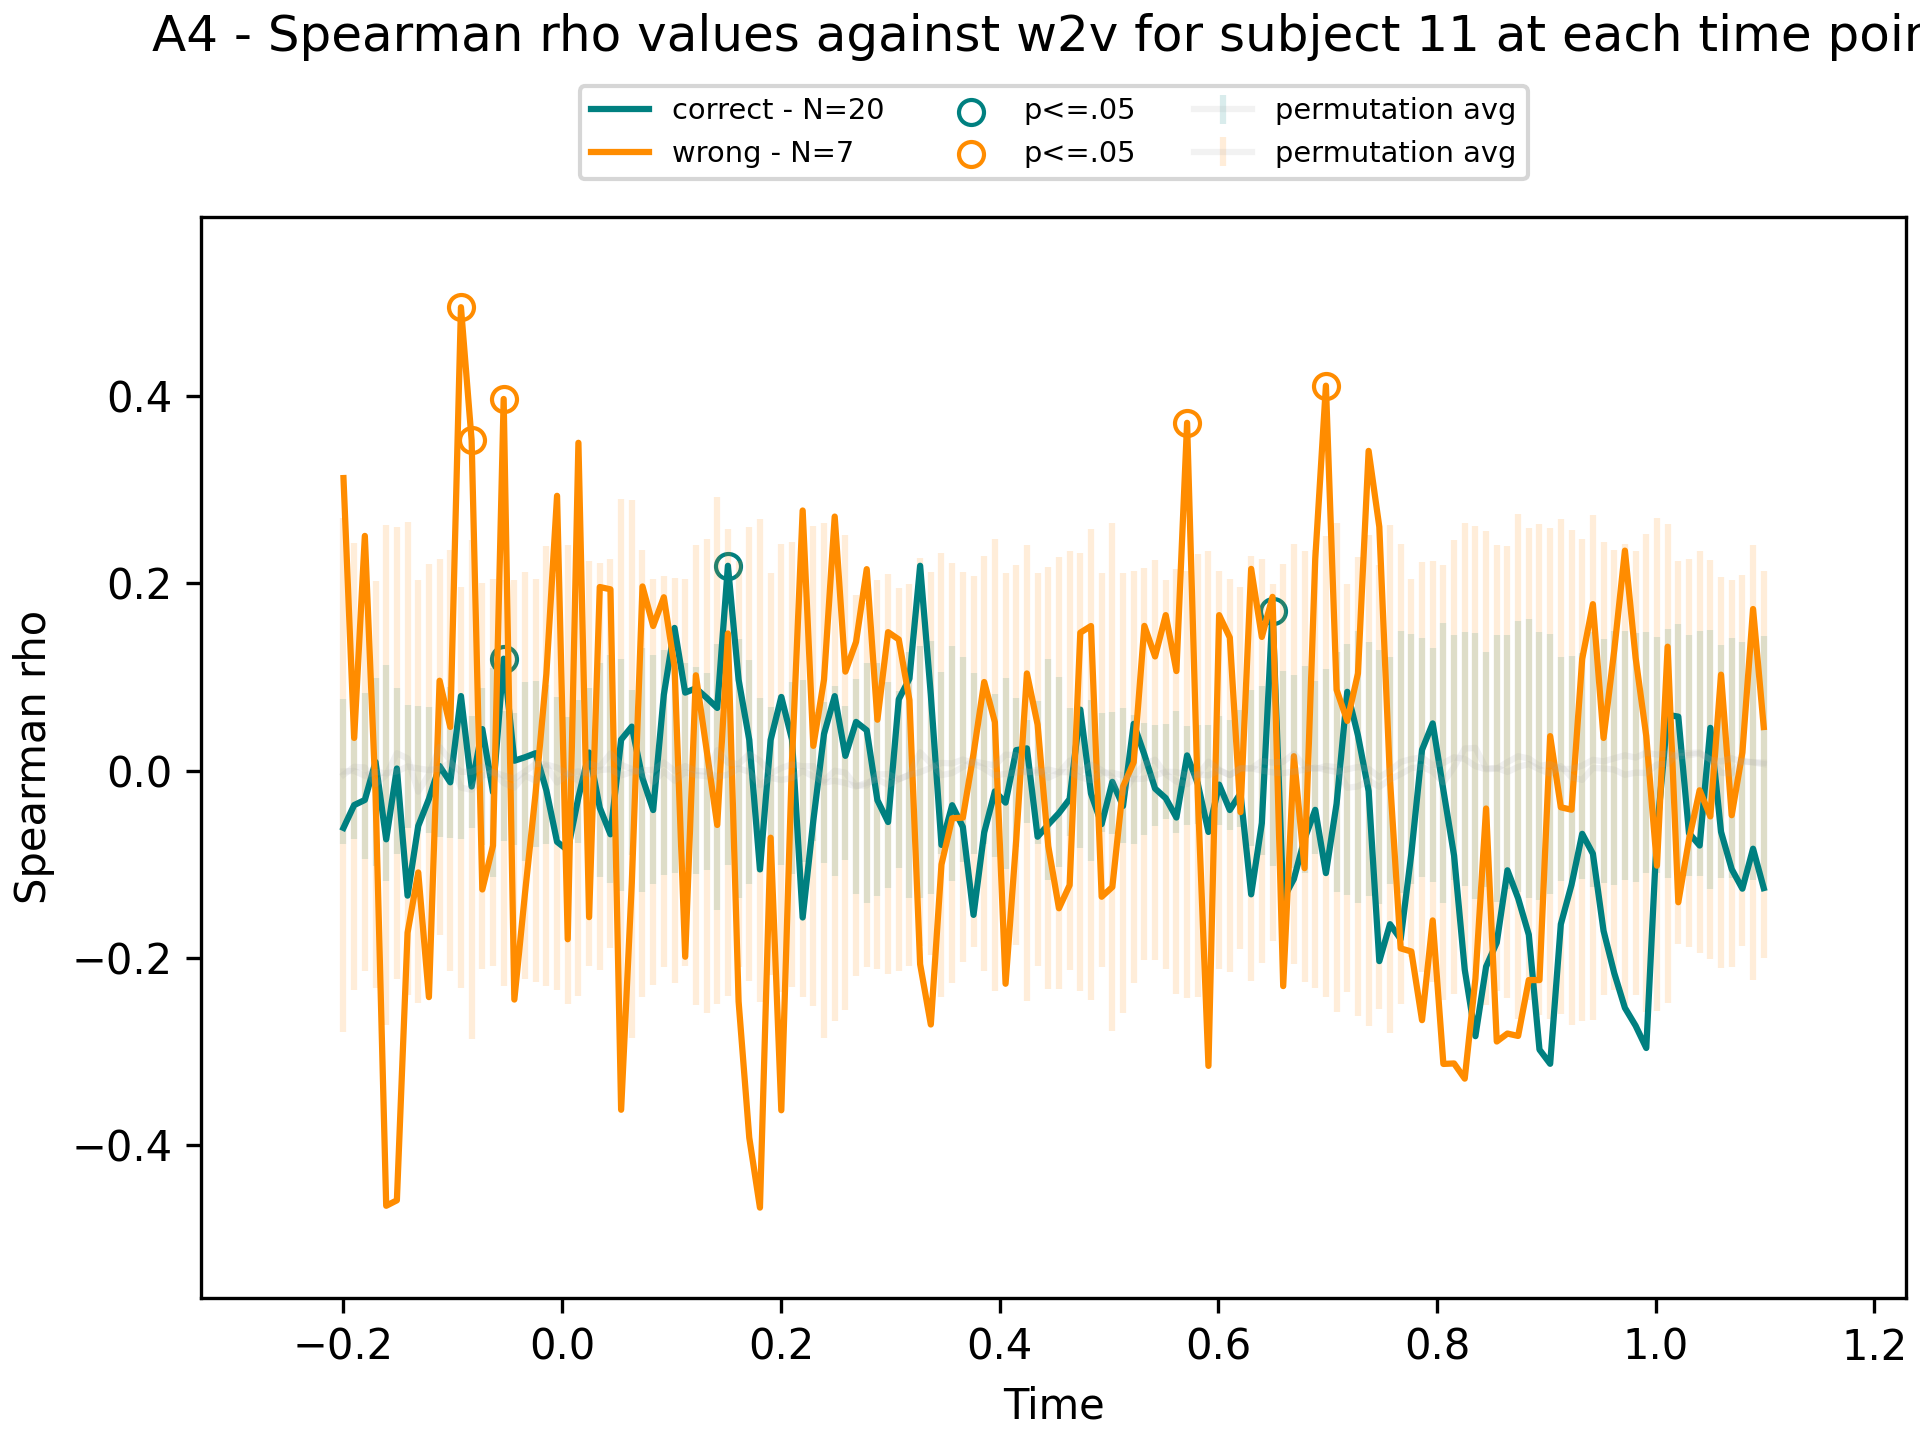 A4 - Spearman rho values against w2v for subject 11 at each time poin
correct - N=20
wrong - N=7
p<=.05
p<=.05
permutation avg
permutation avg
Spearman rho
0.4
0.2
0.0
−0.2
−0.4
−0.2 0.0 0.2 0.4 0.6 0.8 1.0 1.2
Time